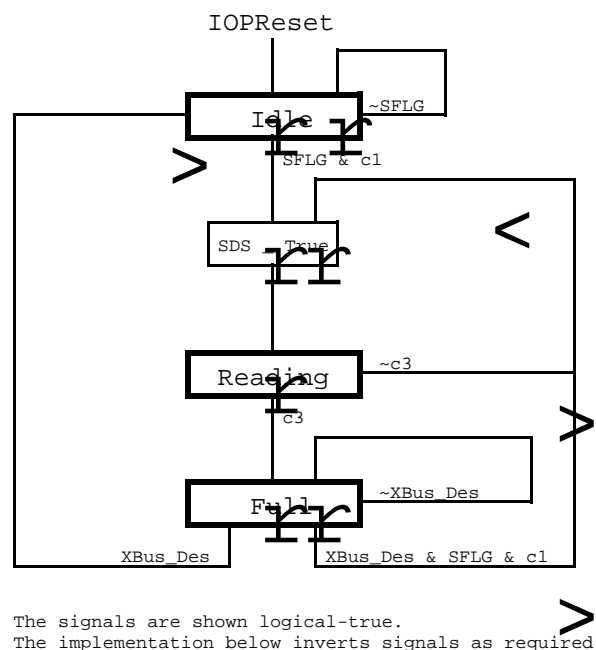 IOPReset
~SFLG
Idle
SFLG & c1
SDS _ True
~c3
Reading
c3
~XBus_Des
Full
XBus_Des
XBus_Des & SFLG & c1
The signals are shown logical-true.
The implementation below inverts signals as required